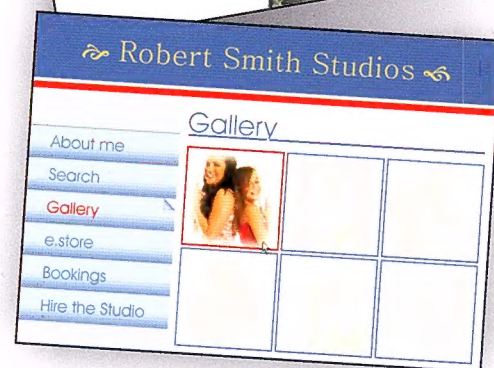 Robert Smith Studios
Gallery
About me
Search
Gallery
e.store
Bookings
Hire the Studio